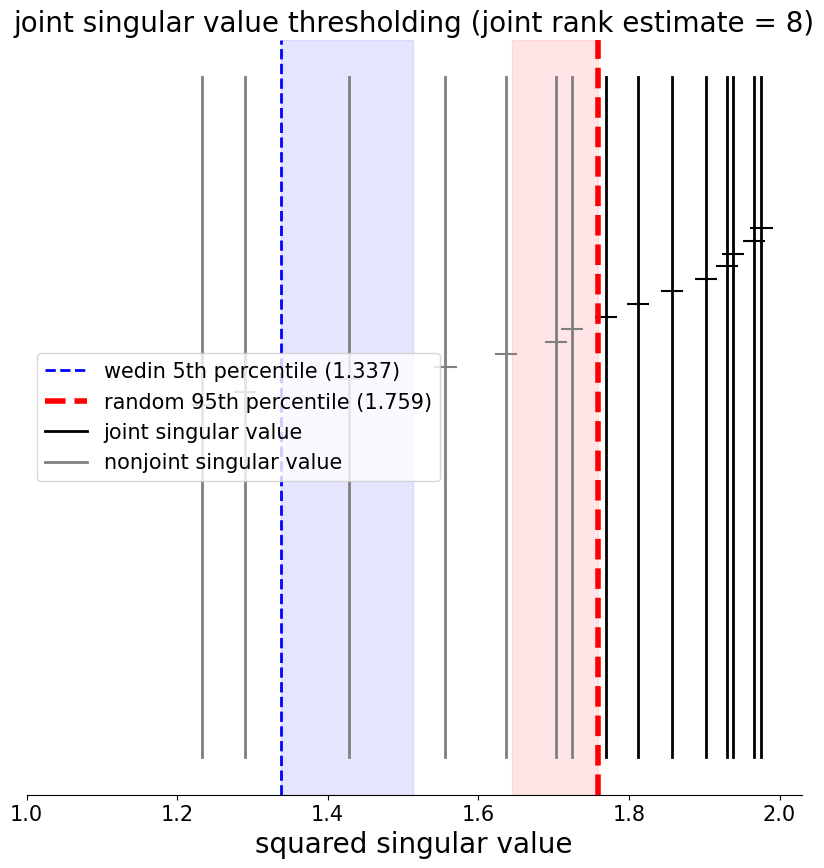 joint singular value thresholding (joint rank estimate = 8)
wedin 5th percentile (1.337)
random 95th percentile (1.759)
joint singular value
nonjoint singular value
1.0 1.2 1.4 1.6 1.8 2.0
squared singular value